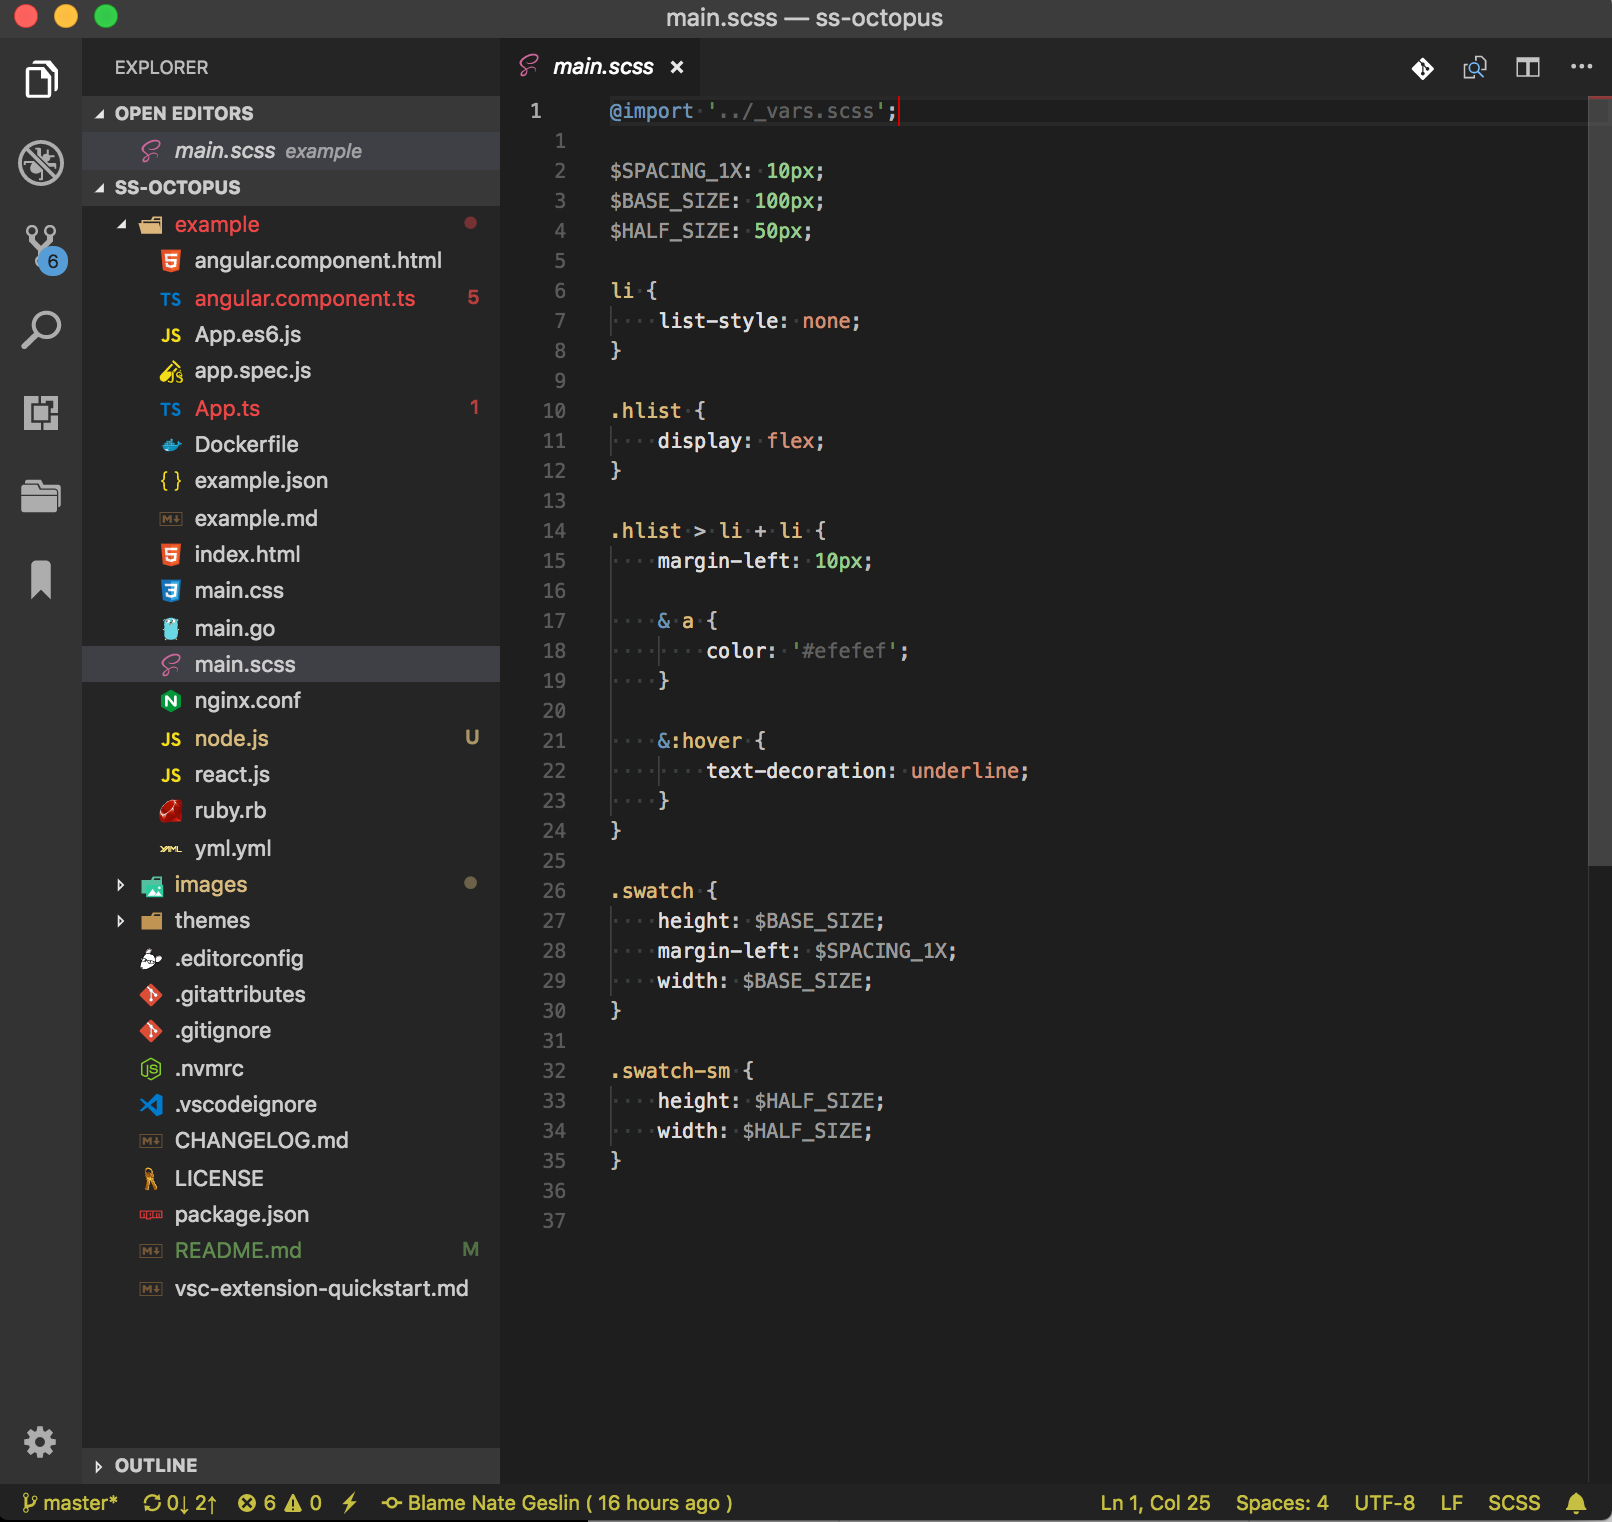 main.scss — ss-octopus
EXPLORER
OPEN EDITORS
main.scss example
SS-OCTOPUS
example
angular.component.html
TS angular.component.ts 5
JS App.es6.js
app.spec.js
TS App.ts 1
Dockerfile
{ } example.json
M↓ example.md
index.html
main.css
main.go
main.scss
N nginx.conf
JS node.js U
JS react.js
ruby.rb
YAML yml.yml
images
themes
.editorconfig
.gitattributes
.gitignore
JS .nvmrc
.vscodeignore
M↓ CHANGELOG.md
LICENSE
npm package.json
M↓ README.md M
M↓ vsc-extension-quickstart.md
OUTLINE
6
main.scss ×
1 @import '../_vars.scss';
1
2 $SPACING_1X: 10px;
3 $BASE_SIZE: 100px;
4 $HALF_SIZE: 50px;
5
6 li {
7 ····list-style: none;
8 }
9
10 .hlist {
11 ····display: flex;
12 }
13
14 .hlist > li + li {
15 ····margin-left: 10px;
16
17 ····& a {
18 ········color: '#efefef';
19 ····}
20
21 ····&:hover {
22 ········text-decoration: underline;
23 ····}
24 }
25
26 .swatch {
27 ····height: $BASE_SIZE;
28 ····margin-left: $SPACING_1X;
29 ····width: $BASE_SIZE;
30 }
31
32 .swatch-sm {
33 ····height: $HALF_SIZE;
34 ····width: $HALF_SIZE;
35 }
36
37
master* 0↓ 2↑ 6 0 Blame Nate Geslin ( 16 hours ago ) Ln 1, Col 25 Spaces: 4 UTF-8 LF SCSS